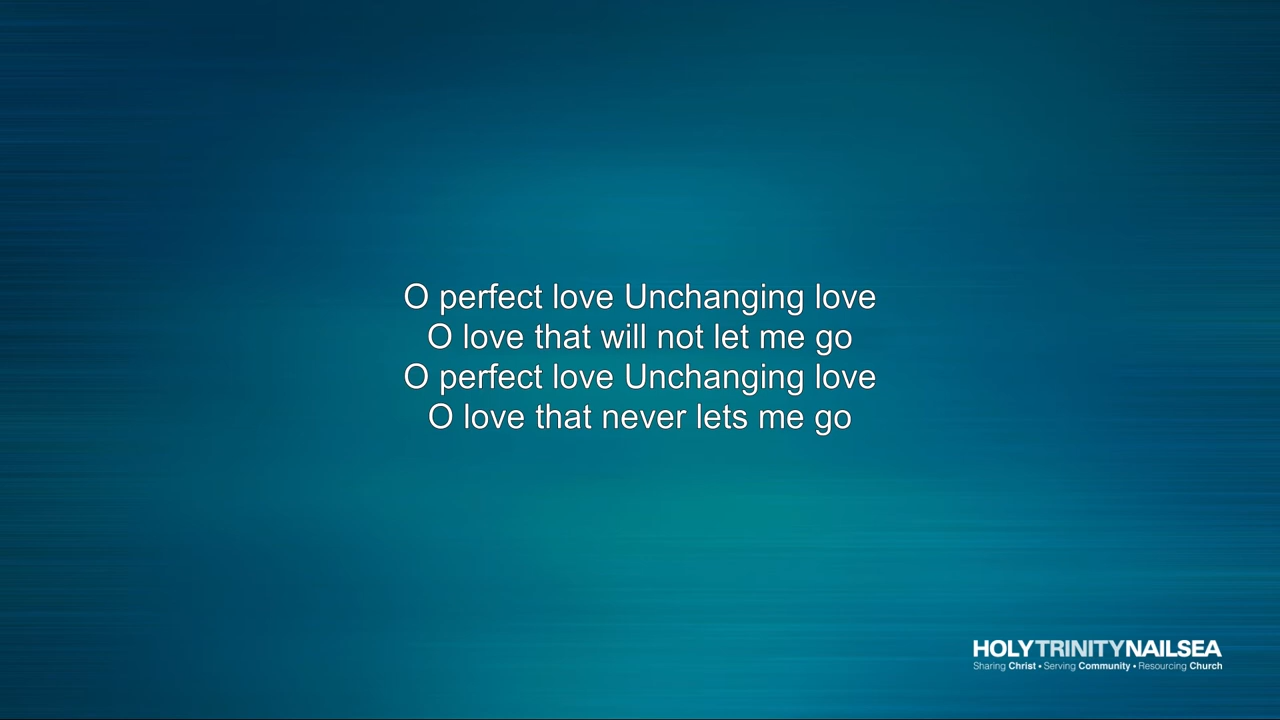 O perfect love Unchanging love
O love that will not let me go
O perfect love Unchanging love
O love that never lets me go
HOLYTRINITYNAILSEA
Sharing Christ • Serving Community • Resourcing Church